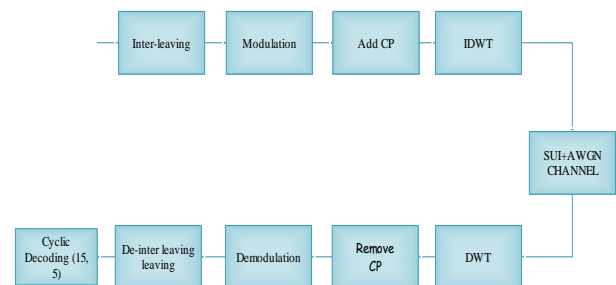 Inter-leaving
Modulation
Add CP
IDWT
SUI+AWGN
CHANNEL
Cyclic
Decoding (15,
5)
De-inter leaving
leaving
Demodulation
Remove
CP
DWT